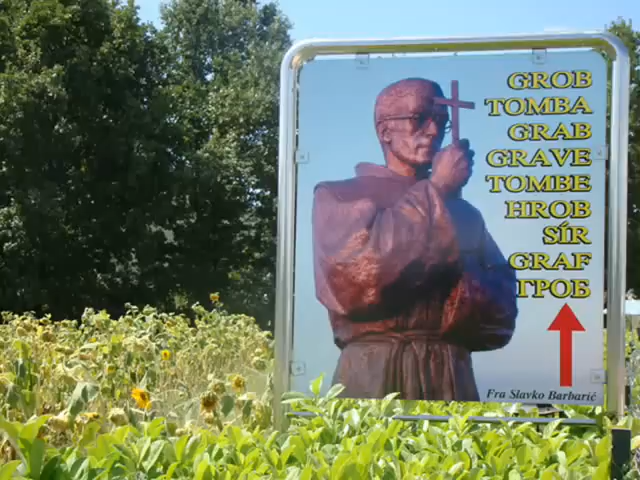 GROB
TOMBA
GRAB
GRAVE
TOMBE
HROB
SÍR
GRAF
ГРОБ
Fra Slavko Barbarić